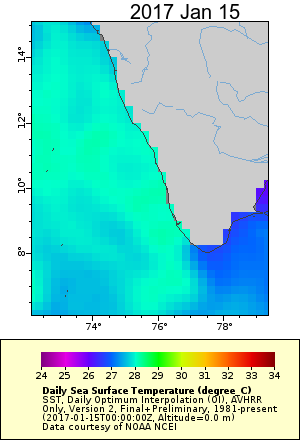 2017 Jan 15
14°
12°
10°
8°
74° 76° 78°
24 25 26 27 28 29 30 31 32 33 34
Daily Sea Surface Temperature (degree_C)
SST, Daily Optimum Interpolation (OI), AVHRR
Only, Version 2, Final+Preliminary, 1981-present
(2017-01-15T00:00:00Z, Altitude=0.0 m)
Data courtesy of NOAA NCEI